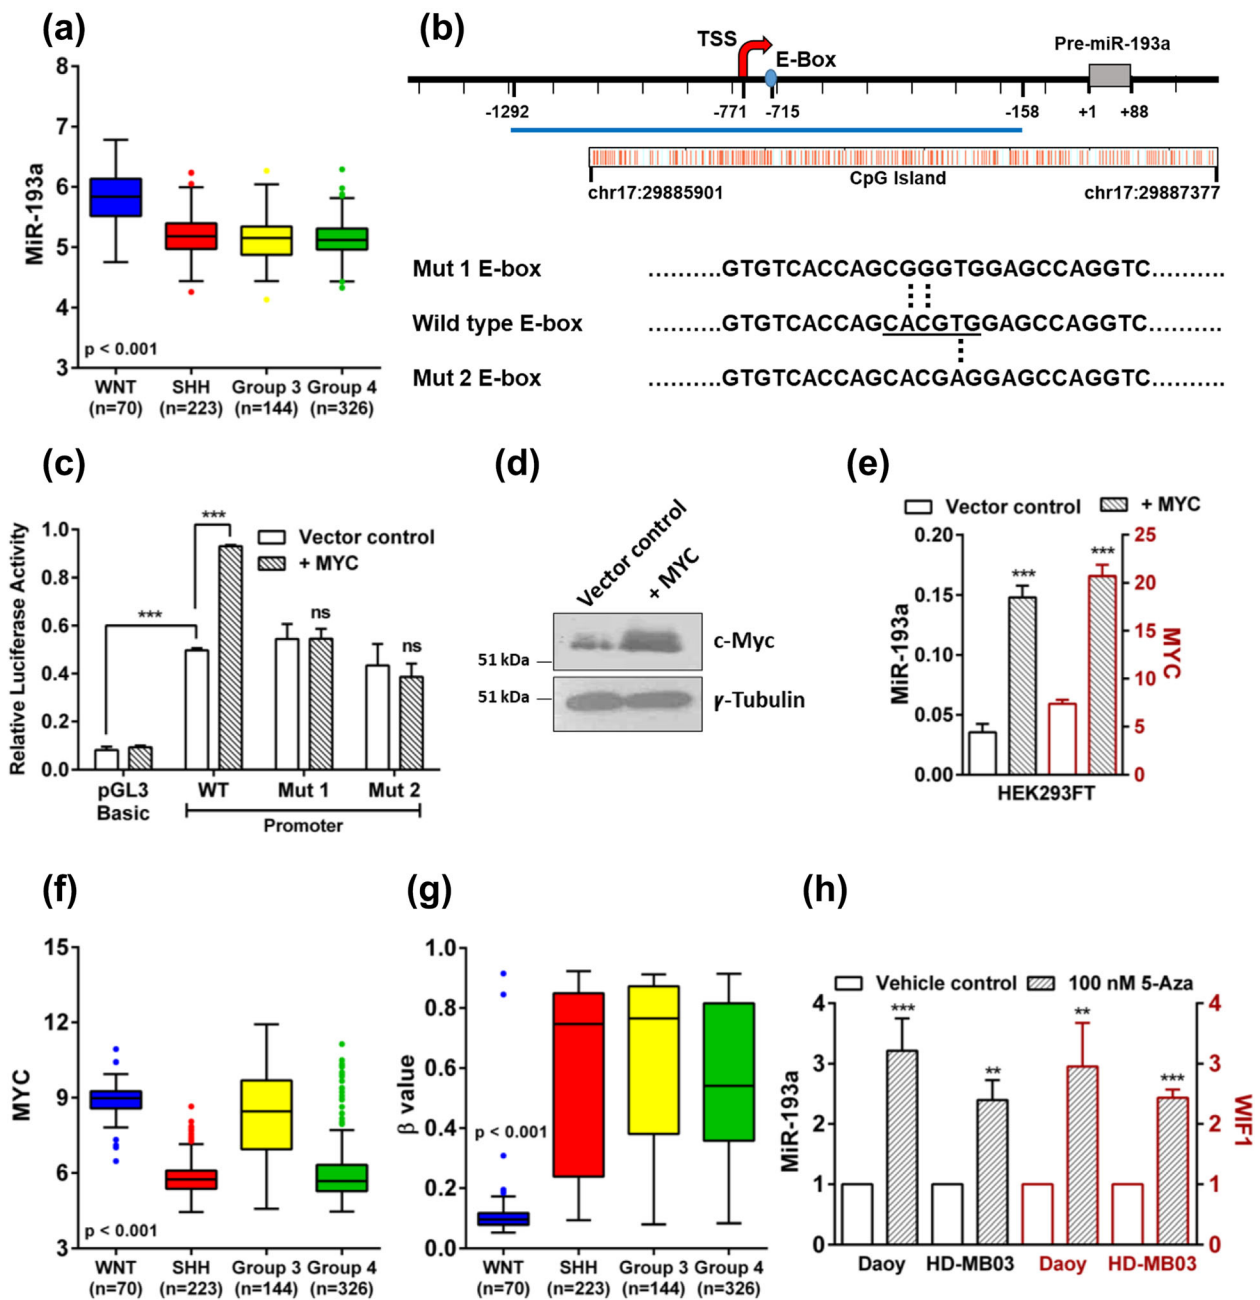 (a)
8
7
6
5
4
3
MiR-193a
p < 0.001
WNT
(n=70)
SHH
(n=223)
Group 3
(n=144)
Group 4
(n=326)
(b)
TSS
E-Box
Pre-miR-193a
-1292
-771
-715
-158
+1
+88
CpG Island
chr17:29885901
chr17:29887377
Mut 1 E-box
..........GTGTCACCAGCGGGTGGAGCCAGGTC..........
Wild type E-box
..........GTGTCACCAGCACGTGGAGCCAGGTC..........
Mut 2 E-box
..........GTGTCACCAGCACGAGGAGCCAGGTC..........
(c)
Relative Luciferase Activity
1.0
0.8
0.6
0.4
0.2
0.0
***
***
ns
ns
Vector control
+ MYC
pGL3
Basic
WT
Mut 1
Mut 2
Promoter
(d)
Vector control
+ MYC
51 kDa
c-Myc
51 kDa
γ-Tubulin
(e)
Vector control
+ MYC
MiR-193a
0.20
0.15
0.10
0.05
0.00
***
***
25
20
15
10
5
0
MYC
HEK293FT
(f)
MYC
15
12
9
6
3
p < 0.001
WNT
(n=70)
SHH
(n=223)
Group 3
(n=144)
Group 4
(n=326)
(g)
β value
1.0
0.8
0.6
0.4
0.2
0.0
p < 0.001
WNT
(n=70)
SHH
(n=223)
Group 3
(n=144)
Group 4
(n=326)
(h)
Vehicle control
100 nM 5-Aza
MiR-193a
4
3
2
1
0
***
**
**
***
4
3
2
1
0
WIF1
Daoy
HD-MB03
Daoy
HD-MB03